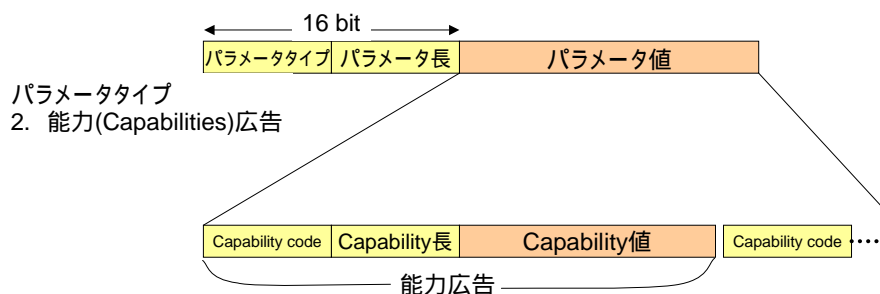 16 bit
パラメータタイプ パラメータ長 パラメータ値
パラメータタイプ
2. 能力(Capabilities)広告
Capability code Capability長 Capability値 Capability code ....
能力広告